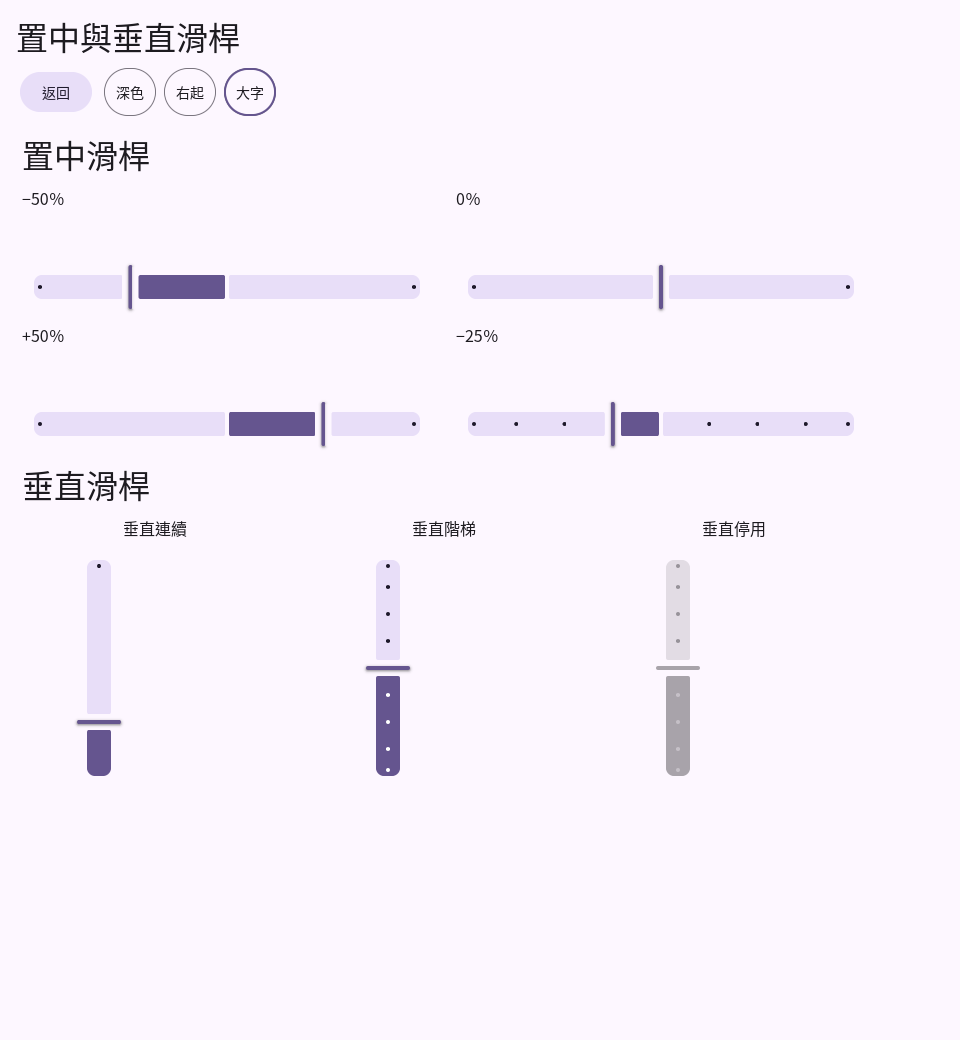 置中與垂直滑桿
返回 深色 右起 大字
置中滑桿
−50% 0%
+50% −25%
垂直滑桿
垂直連續 垂直階梯 垂直停用